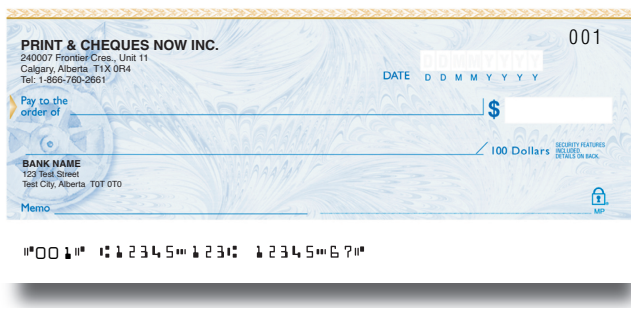 001
PRINT & CHEQUES NOW INC.
240007 Frontier Cres., Unit 11
Calgary, Alberta T1X 0R4
Tel: 1-866-760-2661
DDMMYYYY
DATE D D M M Y Y Y Y
Pay to the
order of
$
/100 Dollars
SECURITY FEATURES
INCLUDED.
DETAILS ON BACK.
BANK NAME
123 Test Street
Test City, Alberta T0T 0T0
Memo
MP
⑈001⑈ ⑆12345⑉123⑆ 12345⑉67⑈